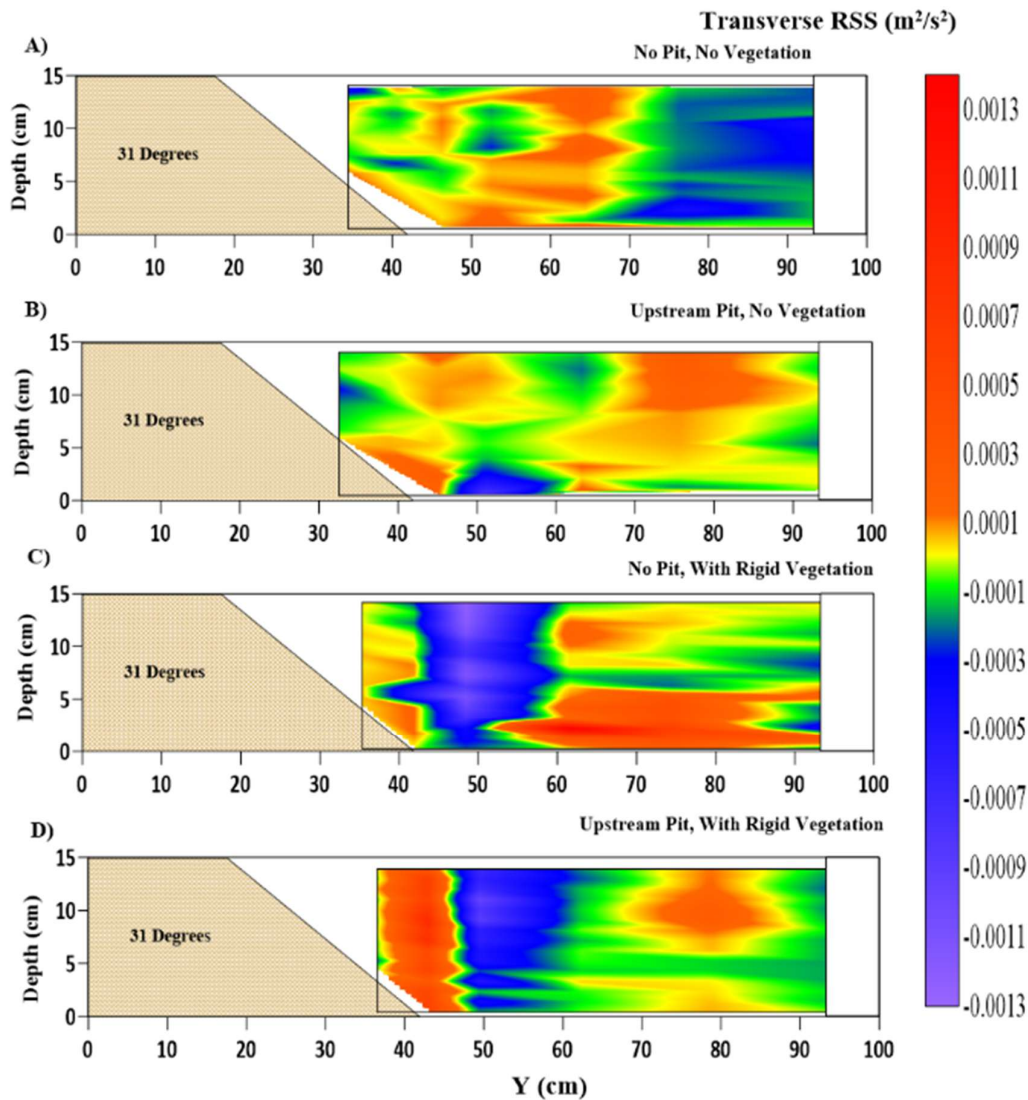 Transverse RSS (m²/s²)
A)
No Pit, No Vegetation
Depth (cm)
15
10
5
0
31 Degrees
0 10 20 30 40 50 60 70 80 90 100
B)
Upstream Pit, No Vegetation
Depth (cm)
15
10
5
0
31 Degrees
0 10 20 30 40 50 60 70 80 90 100
C)
No Pit, With Rigid Vegetation
Depth (cm)
15
10
5
0
31 Degrees
0 10 20 30 40 50 60 70 80 90 100
D)
Upstream Pit, With Rigid Vegetation
Depth (cm)
15
10
5
0
31 Degrees
0 10 20 30 40 50 60 70 80 90 100
Y (cm)
0.0013
0.0011
0.0009
0.0007
0.0005
0.0003
0.0001
-0.0001
-0.0003
-0.0005
-0.0007
-0.0009
-0.0011
-0.0013